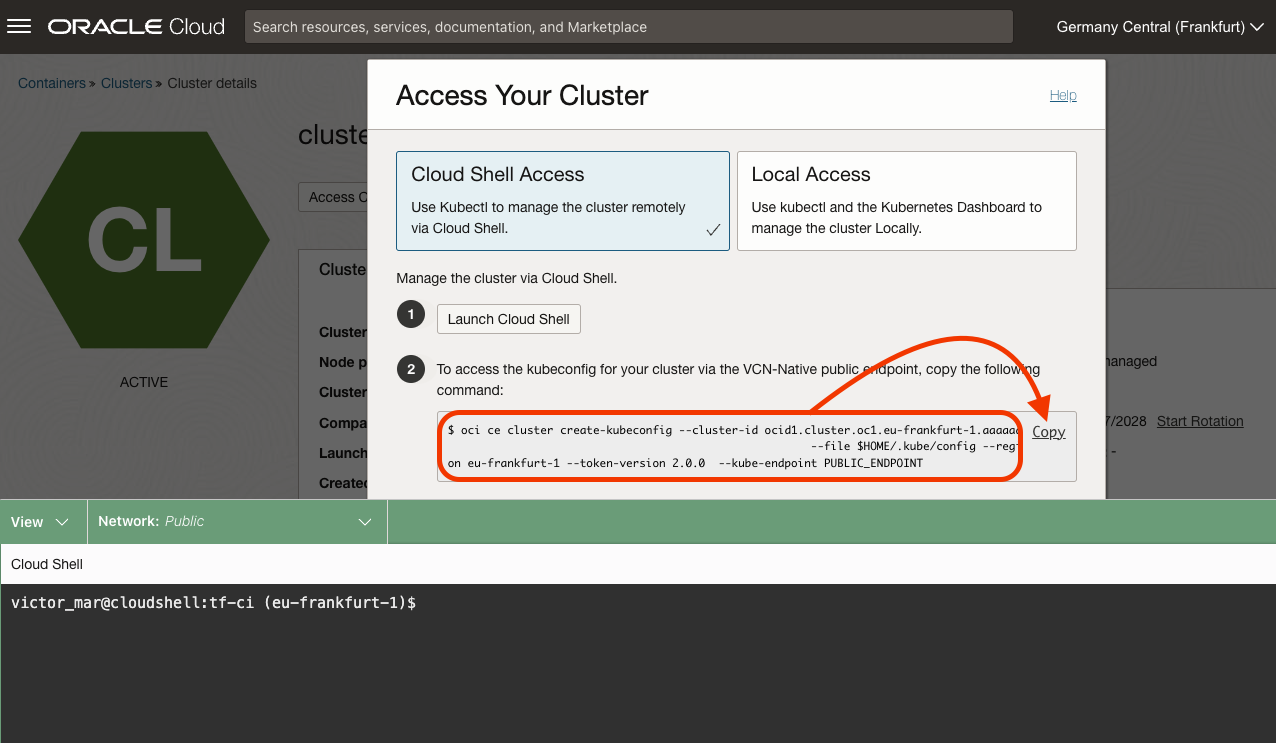 ORACLE Cloud
Search resources, services, documentation, and Marketplace
Germany Central (Frankfurt)
Containers » Clusters » Cluster details
Access Your Cluster
Help
CL
ACTIVE
cluste
Access C
Cluste
Cluster
Node p
Cluster
Compa
Launch
Created
Cloud Shell Access
Use Kubectl to manage the cluster remotely
via Cloud Shell.
Local Access
Use kubectl and the Kubernetes Dashboard to
manage the cluster Locally.
Manage the cluster via Cloud Shell.
1
Launch Cloud Shell
2
To access the kubeconfig for your cluster via the VCN-Native public endpoint, copy the following
command:
$ oci ce cluster create-kubeconfig --cluster-id ocid1.cluster.oc1.eu-frankfurt-1.aaaaaa
--file $HOME/.kube/config --regi
on eu-frankfurt-1 --token-version 2.0.0 --kube-endpoint PUBLIC_ENDPOINT
Copy
managed
7/2028 Start Rotation
-
View
Network: Public
Cloud Shell
victor_mar@cloudshell:tf-ci (eu-frankfurt-1)$